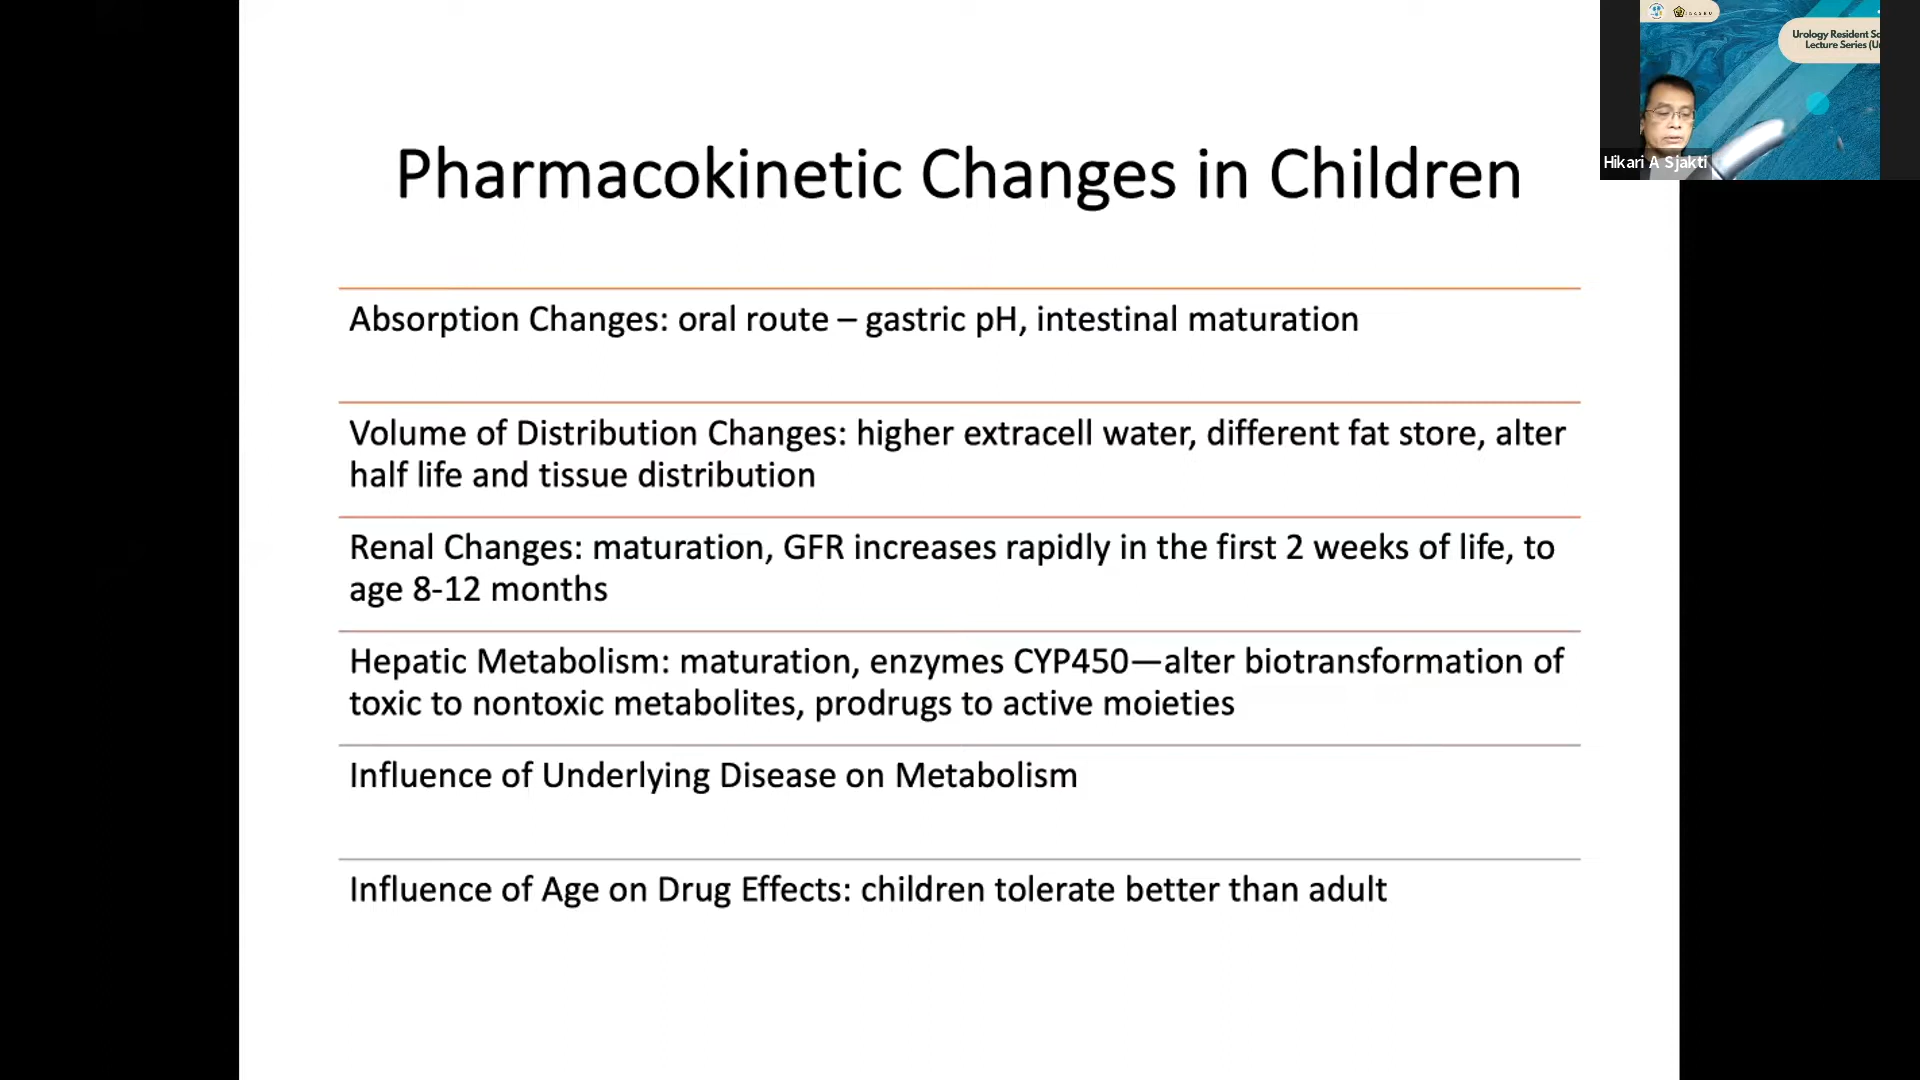 Urology Resident
Lecture Series
Hikari A Sjakti
Pharmacokinetic Changes in Children
Absorption Changes: oral route – gastric pH, intestinal maturation
Volume of Distribution Changes: higher extracell water, different fat store, alter
half life and tissue distribution
Renal Changes: maturation, GFR increases rapidly in the first 2 weeks of life, to
age 8-12 months
Hepatic Metabolism: maturation, enzymes CYP450—alter biotransformation of
toxic to nontoxic metabolites, prodrugs to active moieties
Influence of Underlying Disease on Metabolism
Influence of Age on Drug Effects: children tolerate better than adult